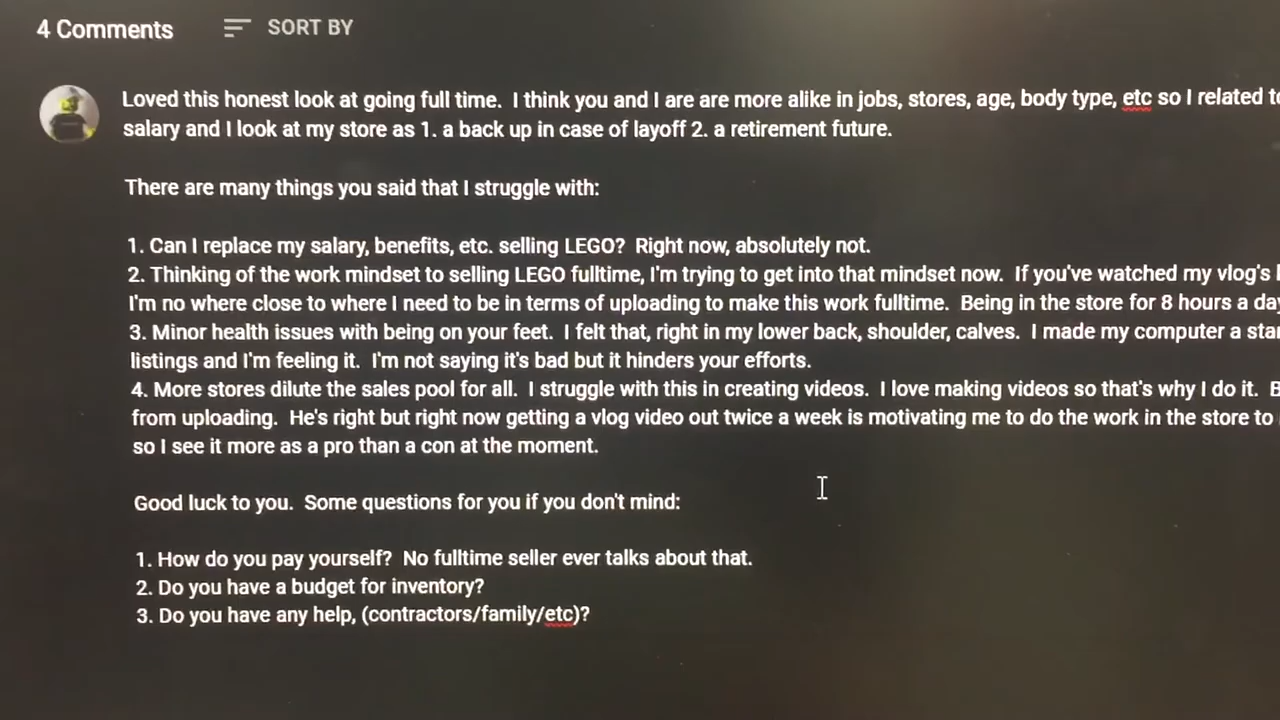 4 Comments SORT BY
Loved this honest look at going full time. I think you and I are are more alike in jobs, stores, age, body type, etc so I related
salary and I look at my store as 1. a back up in case of layoff 2. a retirement future.
There are many things you said that I struggle with:
1. Can I replace my salary, benefits, etc. selling LEGO? Right now, absolutely not.
2. Thinking of the work mindset to selling LEGO fulltime, I'm trying to get into that mindset now. If you've watched my vlog's
I'm no where close to where I need to be in terms of uploading to make this work fulltime. Being in the store for 8 hours a
3. Minor health issues with being on your feet. I felt that, right in my lower back, shoulder, calves. I made my computer a
listings and I'm feeling it. I'm not saying it's bad but it hinders your efforts.
4. More stores dilute the sales pool for all. I struggle with this in creating videos. I love making videos so that's why I do it.
from uploading. He's right but right now getting a vlog video out twice a week is motivating me to do the work in the store to
so I see it more as a pro than a con at the moment.
Good luck to you. Some questions for you if you don't mind:
1. How do you pay yourself? No fulltime seller ever talks about that.
2. Do you have a budget for inventory?
3. Do you have any help, (contractors/family/etc)?